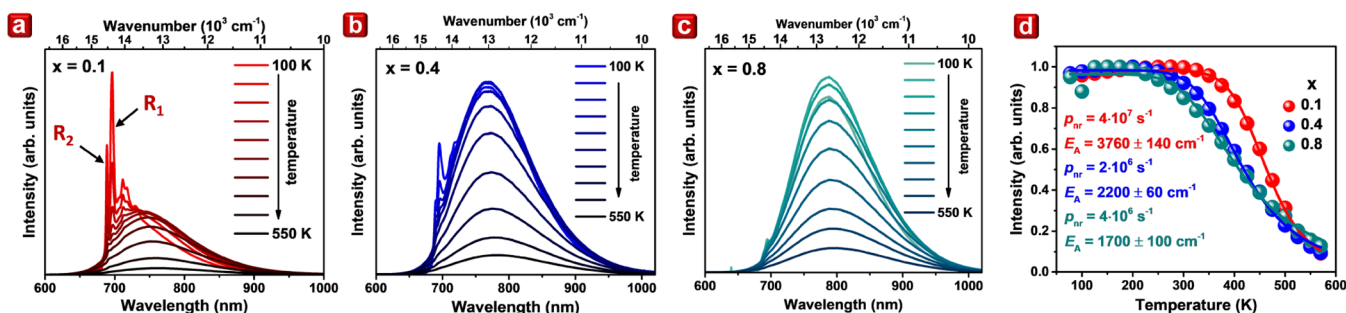 a
Wavenumber (10³ cm⁻¹)
16 15 14 13 12 11 10
x = 0.1
R₁
R₂
100 K
temperature
550 K
Intensity (arb. units)
600 700 800 900 1000
Wavelength (nm)
b
Wavenumber (10³ cm⁻¹)
16 15 14 13 12 11 10
x = 0.4
100 K
temperature
550 K
Intensity (arb. units)
600 700 800 900 1000
Wavelength (nm)
c
Wavenumber (10³ cm⁻¹)
16 15 14 13 12 11 10
x = 0.8
100 K
temperature
550 K
Intensity (arb. units)
600 700 800 900 1000
Wavelength (nm)
d
1.0
0.8
0.6
0.4
0.2
0.0
Intensity (arb. units)
x
0.1
0.4
0.8
pnr = 4·10⁷ s⁻¹
EA = 3760 ± 140 cm⁻¹
pnr = 2·10⁶ s⁻¹
EA = 2200 ± 60 cm⁻¹
pnr = 4·10⁶ s⁻¹
EA = 1700 ± 100 cm⁻¹
100 200 300 400 500 600
Temperature (K)